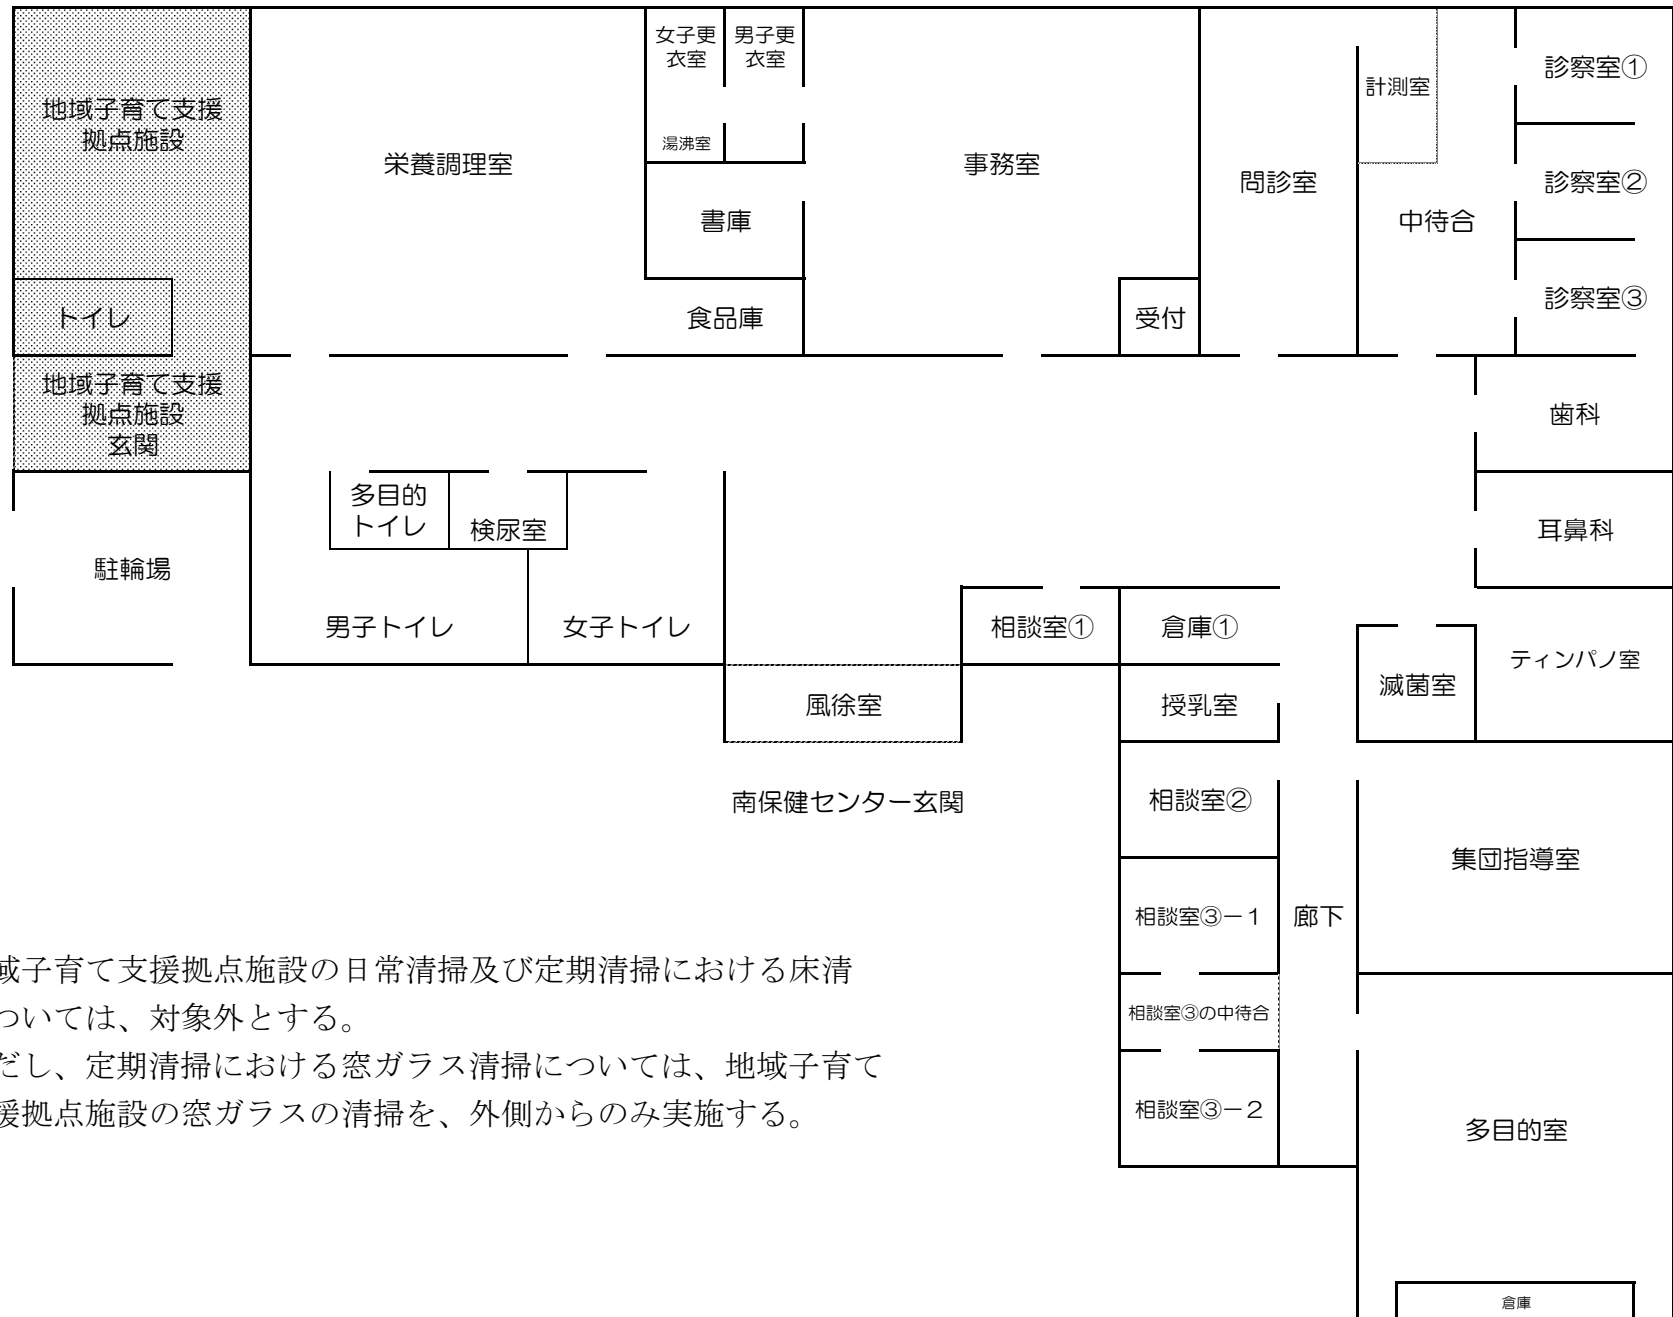 女子更
衣室
男子更
衣室
診察室①
計測室
地域子育て支援
拠点施設
湯沸室
栄養調理室
事務室
問診室
診察室②
書庫
中待合
トイレ
食品庫
受付
診察室③
地域子育て支援
拠点施設
玄関
歯科
多目的
トイレ
検尿室
耳鼻科
駐輪場
男子トイレ
女子トイレ
相談室①
倉庫①
ティンパノ室
滅菌室
風徐室
授乳室
南保健センター玄関
相談室②
集団指導室
相談室③－１
廊下
域子育て支援拠点施設の日常清掃及び定期清掃における床清
ついては、対象外とする。
相談室③の中待合
だし、定期清掃における窓ガラス清掃については、地域子育て
援拠点施設の窓ガラスの清掃を、外側からのみ実施する。
相談室③－２
多目的室
倉庫